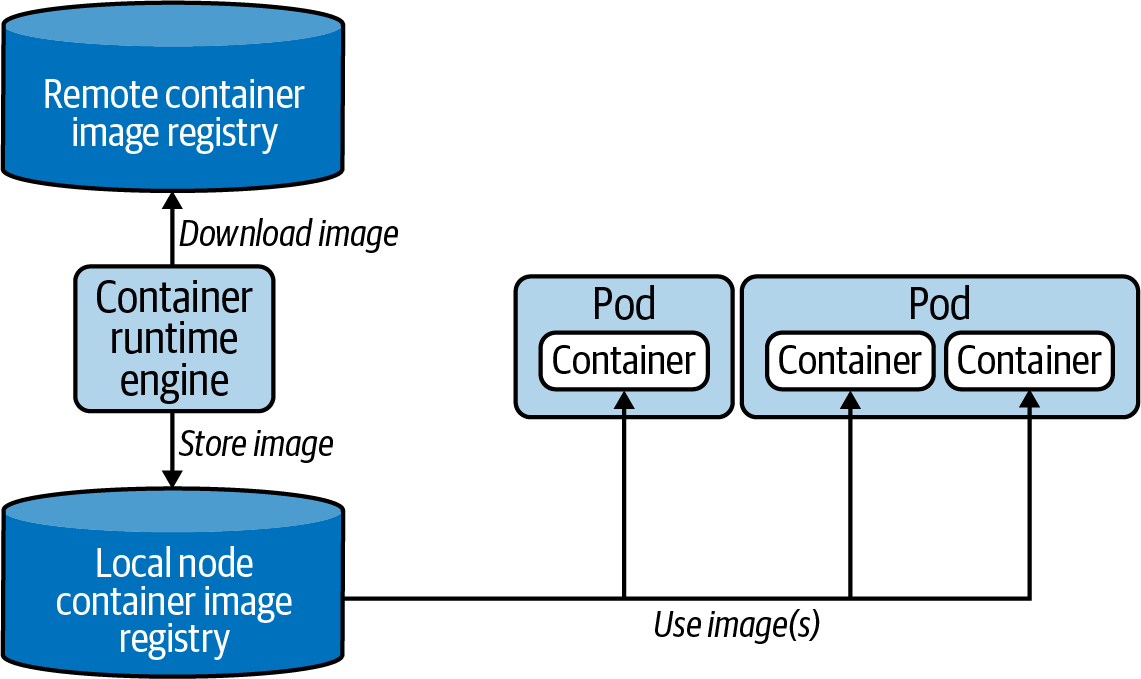 Remote container
image registry
Download image
Container
runtime
engine
Store image
Local node
container image
registry
Pod
Container
Pod
Container
Container
Use image(s)